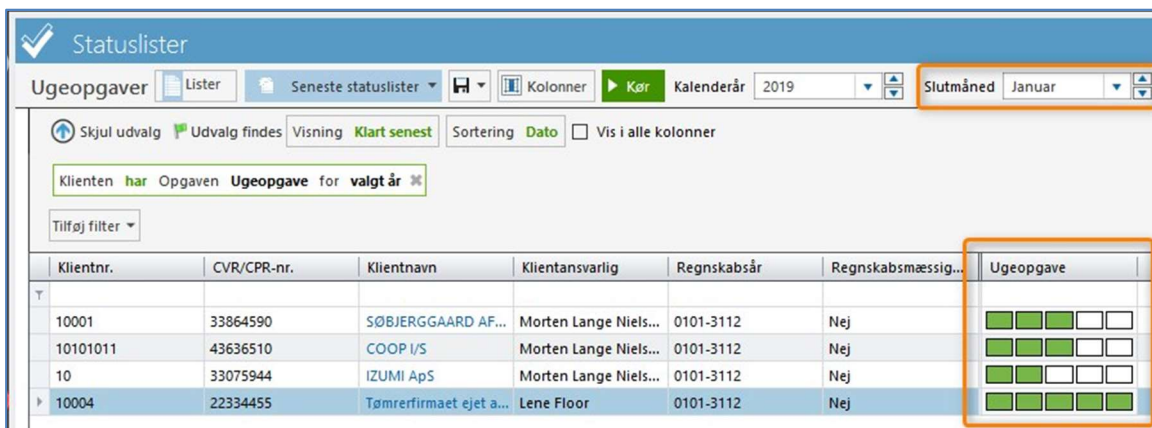 Statuslister
Ugeopgaver Lister Seneste statuslister Kolonner Kør Kalenderår 2019 Slutmåned Januar
Skjul udvalg Udvalg findes Visning Klart senest Sortering Dato Vis i alle kolonner
Klienten har Opgaven Ugeopgave for valgt år
Tilføj filter
Klientnr. CVR/CPR-nr. Klientnavn Klientansvarlig Regnskabsår Regnskabsmæssig... Ugeopgave
10001 33864590 SØBJERGGAARD AF... Morten Lange Niels... 0101-3112 Nej
10101011 43636510 COOP I/S Morten Lange Niels... 0101-3112 Nej
10 33075944 IZUMI ApS Morten Lange Niels... 0101-3112 Nej
10004 22334455 Tømrerfirmaet ejet a... Lene Floor 0101-3112 Nej